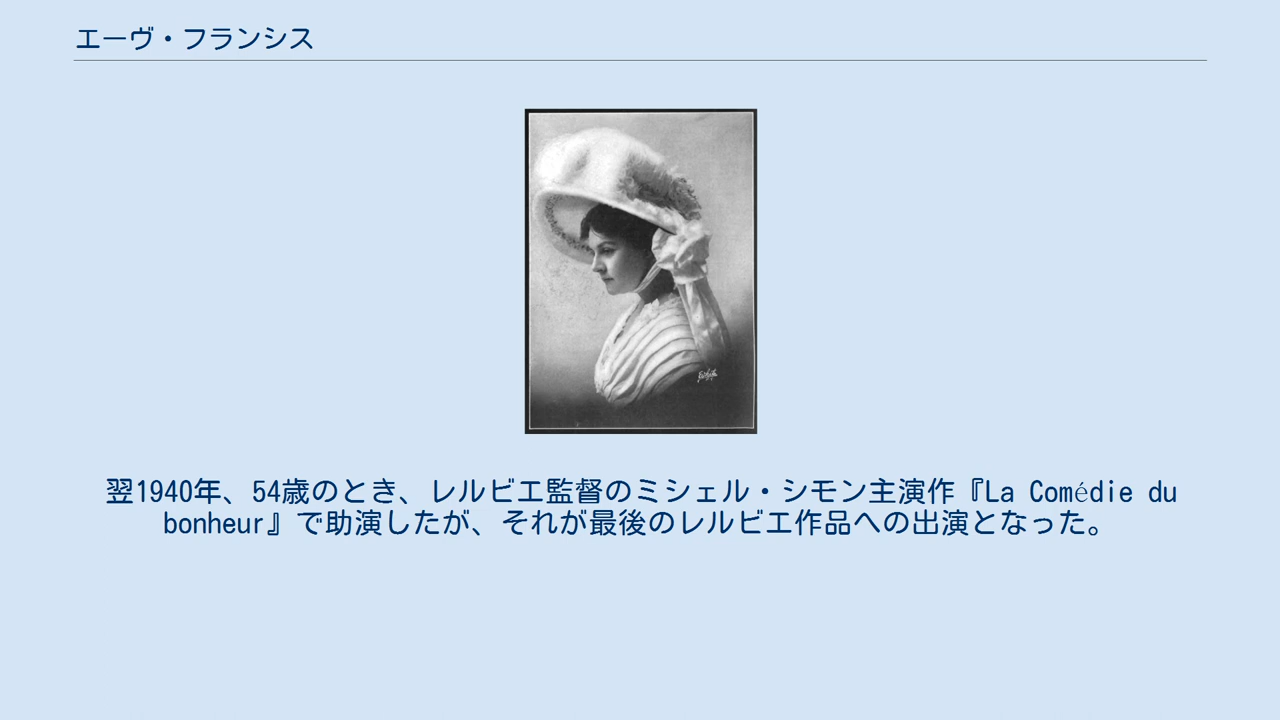 エーヴ・フランシス
翌1940年、54歳のとき、レルビエ監督のミシェル・シモン主演作『La Comédie du
bonheur』で助演したが、それが最後のレルビエ作品への出演となった。